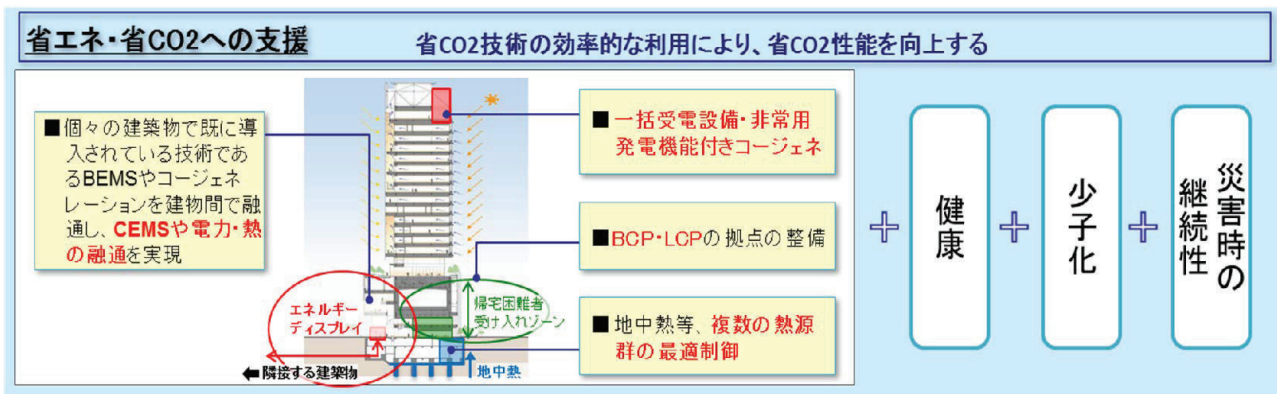 省エネ・省CO2への支援
省CO2技術の効率的な利用により、省CO2性能を向上する
■個々の建築物で既に導
入されている技術であ
るBEMSやコージェネ
レーションを建物間で融
通し、CEMSや電力・熱
の融通を実現
■一括受電設備・非常用
発電機能付きコージェネ
■BCP・LCPの拠点の整備
■地中熱等、複数の熱源
群の最適制御
エネルギー
ディスプレイ
帰宅困難者
受け入れゾーン
⬅隣接する建築物
地中熱
+
健康
+
少子化
+
災害時の
継続性